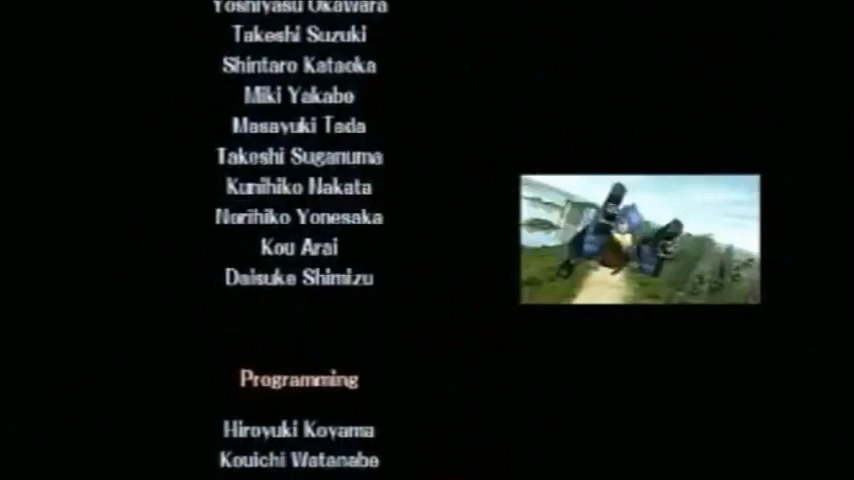 Yoshiyasu Okawara
Takeshi Suzuki
Shintaro Kataoka
Miki Yakabe
Masayuki Tada
Takeshi Suganuma
Kunihiko Nakata
Norihiko Yonesaka
Kou Arai
Daisuke Shimizu
Programming
Hiroyuki Koyama
Kouichi Watanabe